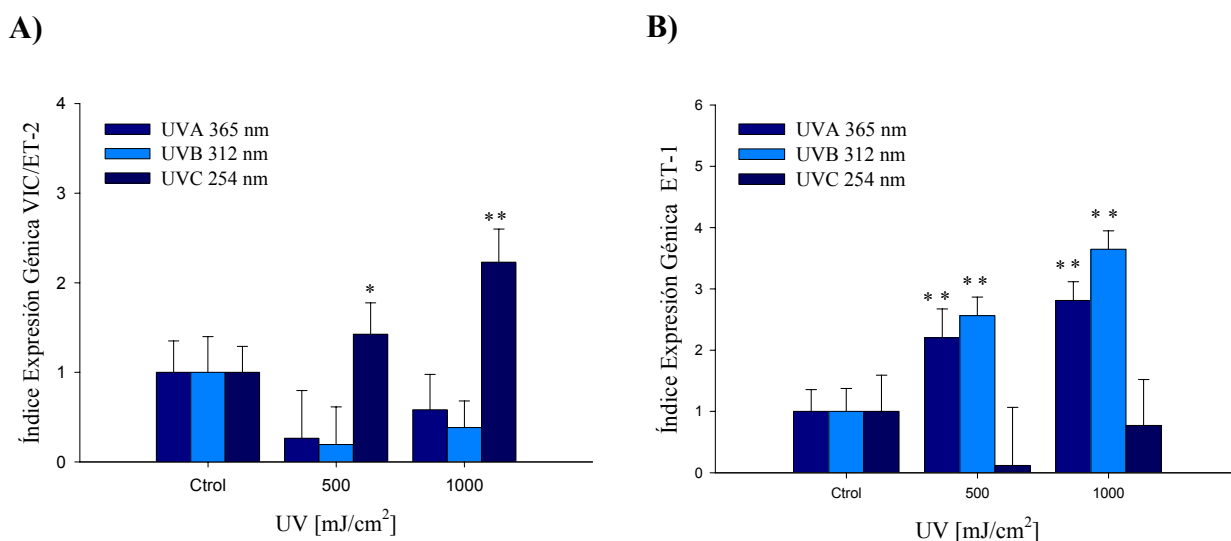 A)
Índice Expresión Génica VIC/ET-2
4
3
2
1
0
UVA 365 nm
UVB 312 nm
UVC 254 nm
*
**
Ctrol
500
1000
UV [mJ/cm²]
B)
Índice Expresión Génica ET-1
6
5
4
3
2
1
0
UVA 365 nm
UVB 312 nm
UVC 254 nm
** **
** **
Ctrol
500
1000
UV [mJ/cm²]